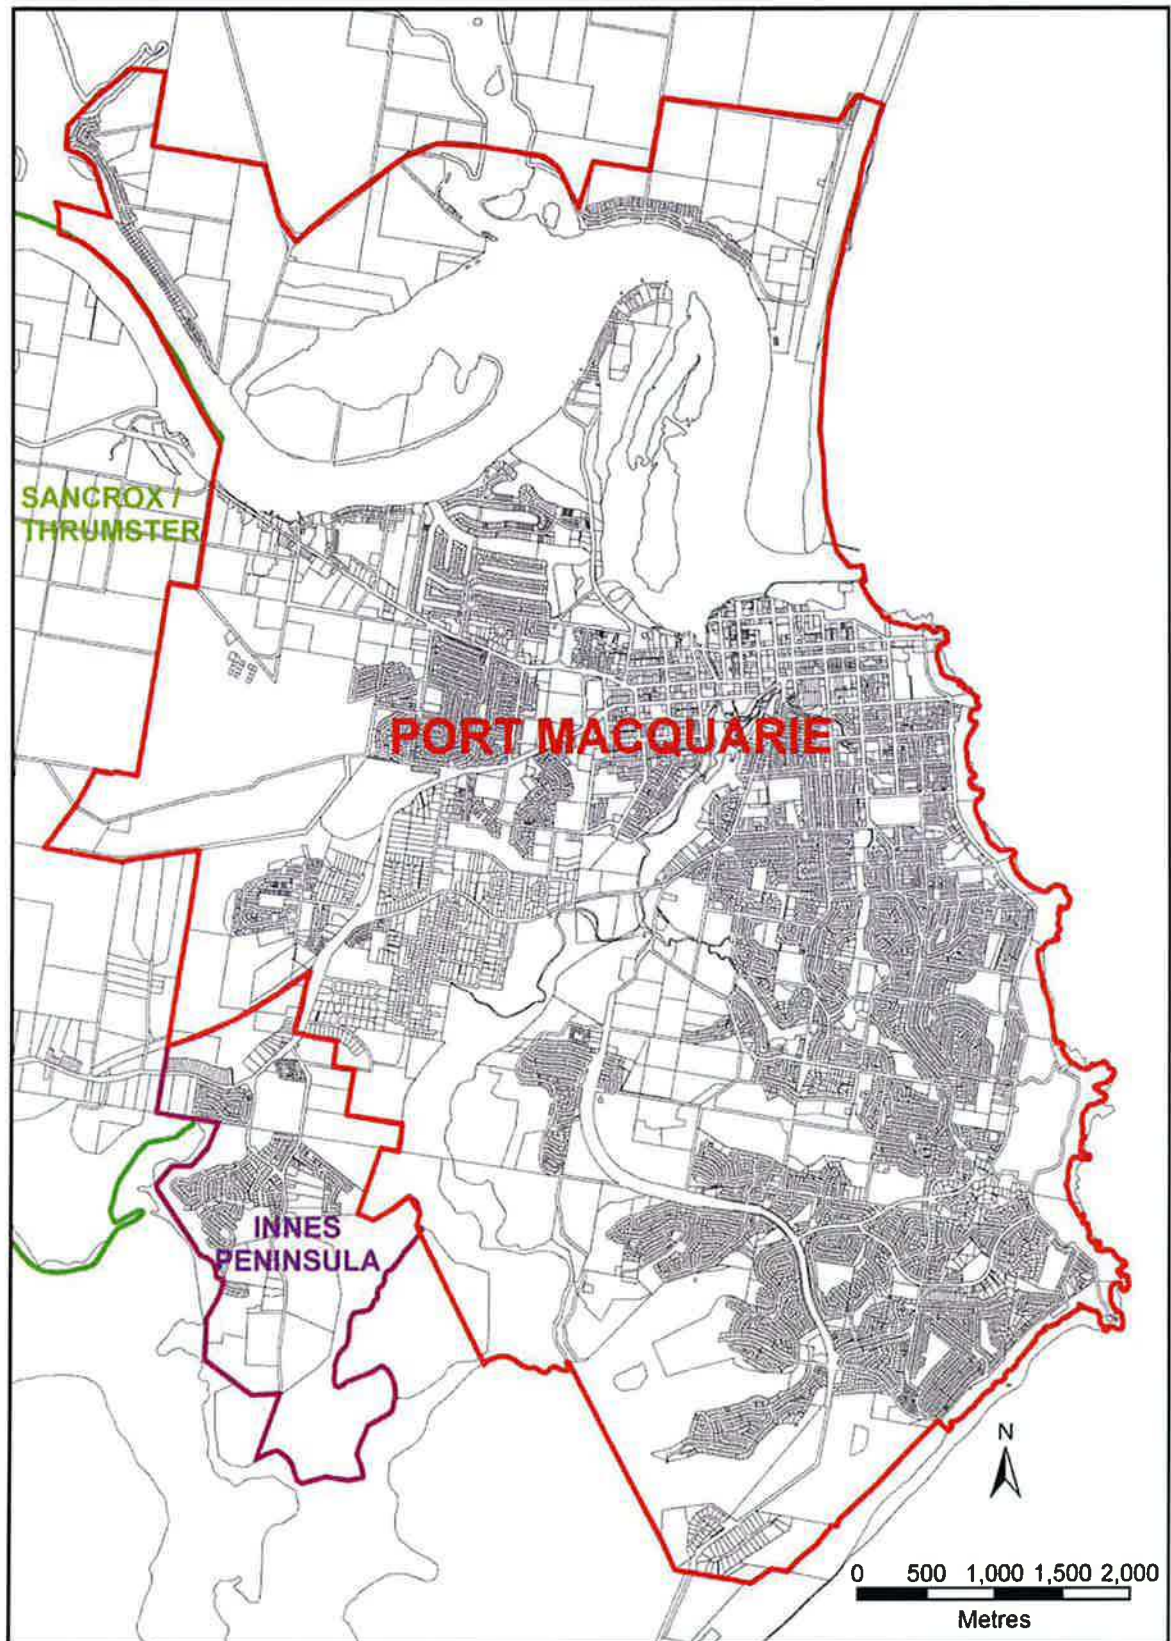 SANCROX /
THRUMSTER
PORT MACQUARIE
INNES
PENINSULA
N
0 500 1,000 1,500 2,000
Metres